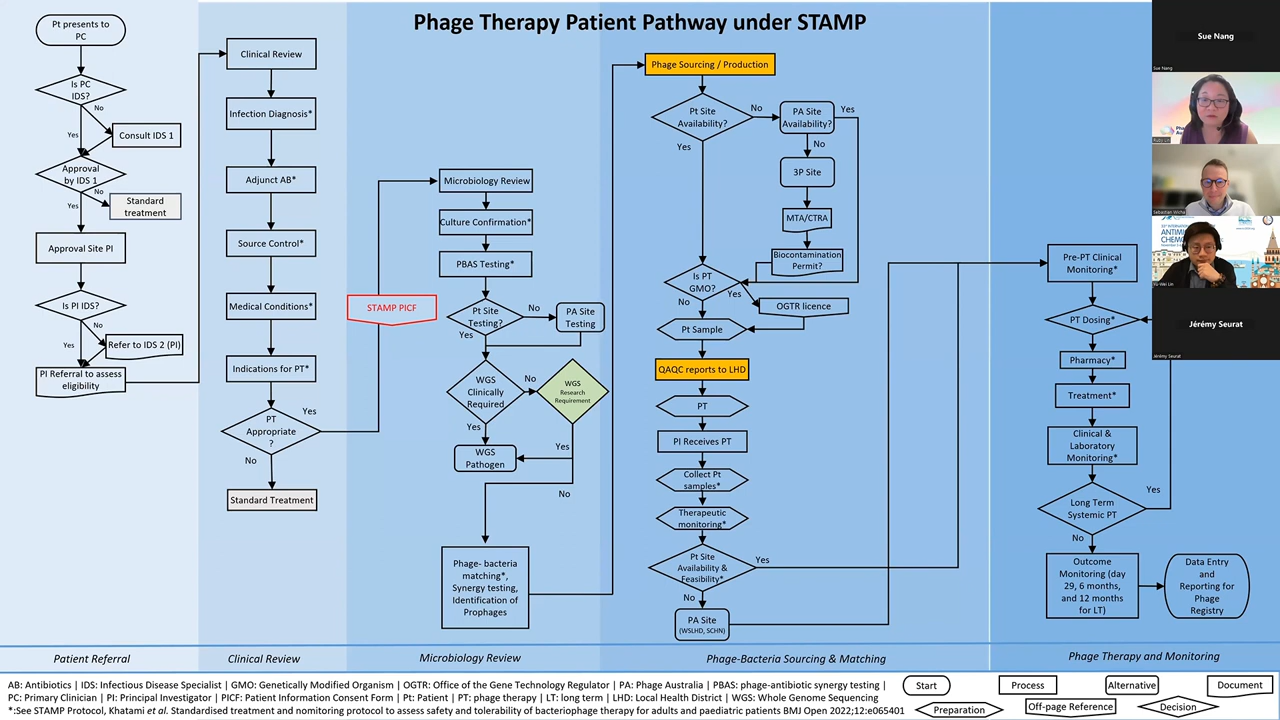 Phage Therapy Patient Pathway under STAMP
Pt presents to
PC
Is PC
IDS?
No
Yes
Consult IDS 1
Approval
by IDS 1
No
Yes
Standard
treatment
Approval Site PI
Is PI IDS?
No
Yes
Refer to IDS 2 (PI)
PI Referral to assess
eligibility
Clinical Review
Infection Diagnosis*
Adjunct AB*
Source Control*
Medical Conditions*
Indications for PT*
PT
Appropriate
?
Yes
No
Standard Treatment
STAMP PICF
Microbiology Review
Culture Confirmation*
PBAS Testing*
Pt Site
Testing?
No
Yes
PA Site
Testing
WGS
Clinically
Required
No
Yes
WGS
Research
Requirement
Yes
No
WGS
Pathogen
Phage- bacteria
matching*,
Synergy testing,
Identification of
Prophages
Phage Sourcing / Production
Pt Site
Availability?
No
Yes
PA Site
Availability?
Yes
No
3P Site
MTA/CTRA
Biocontamination
Permit?
Is PT
GMO?
No
Yes
OGTR licence
Pt Sample
QAQC reports to LHD
PT
PI Receives PT
Collect Pt
samples*
Therapeutic
monitoring*
Pt Site
Availability &
Feasibility*
Yes
No
PA Site
(WSLHD, SCHN)
Pre-PT Clinical
Monitoring*
PT Dosing*
Pharmacy*
Treatment*
Clinical &
Laboratory
Monitoring*
Long Term
Systemic PT
Yes
No
Outcome
Monitoring (day
29, 6 months,
and 12 months
for LT)
Data Entry
and
Reporting for
Phage
Registry
Patient Referral
Clinical Review
Microbiology Review
Phage-Bacteria Sourcing & Matching
Phage Therapy and Monitoring
AB: Antibiotics | IDS: Infectious Disease Specialist | GMO: Genetically Modified Organism | OGTR: Office of the Gene Technology Regulator | PA: Phage Australia | PBAS: phage-antibiotic synergy testing |
PC: Primary Clinician | PI: Principal Investigator | PICF: Patient Information Consent Form | Pt: Patient | PT: phage therapy | LT: long term | LHD: Local Health District | WGS: Whole Genome Sequencing
*:See STAMP Protocol, Khatami et al. Standardised treatment and nomitoring protocol to assess safety and tolerability of bacteriophage therapy for adults and paediatric patients BMJ Open 2022;12:e065401
Start
Process
Alternative
Document
Preparation
Off-page Reference
Decision
Sue Nang
Sue Nang
Ruby Lin
Sebastian Wicha
Yu-Wei Lin
Jérémy Seurat
Jérémy Seurat